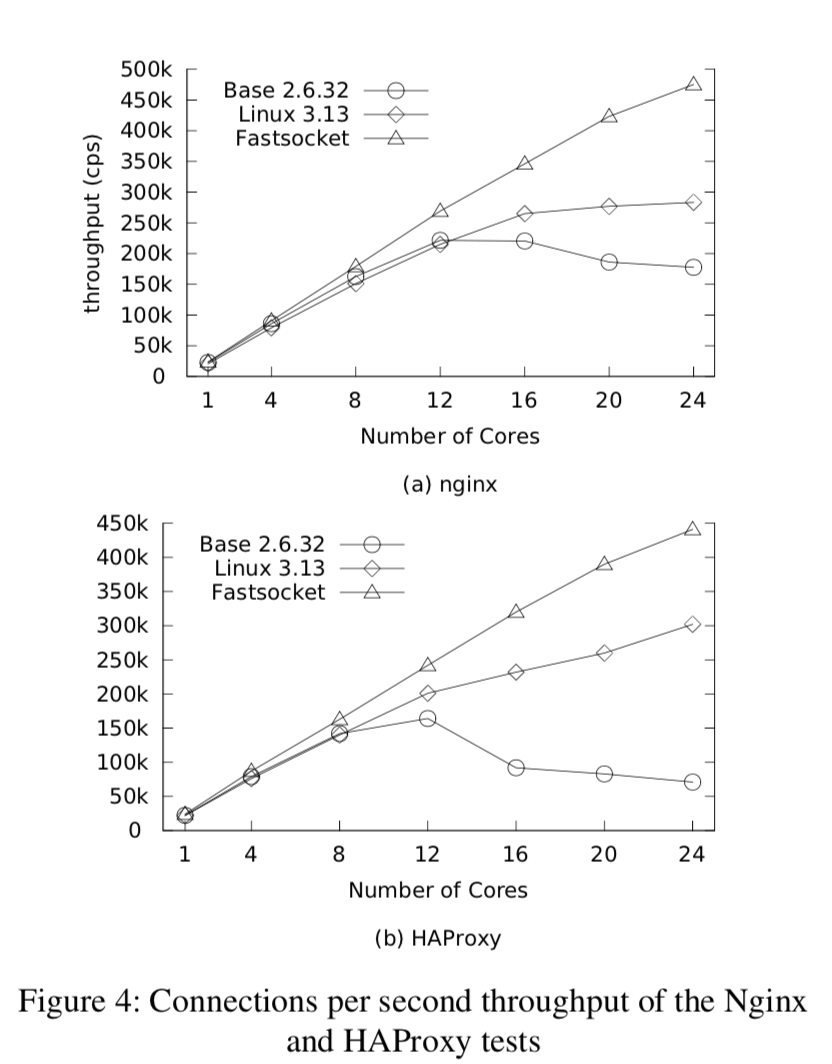 500k
450k
400k
350k
300k
250k
200k
150k
100k
50k
0
throughput (cps)
Base 2.6.32
Linux 3.13
Fastsocket
1 4 8 12 16 20 24
Number of Cores
(a) nginx
450k
400k
350k
300k
250k
200k
150k
100k
50k
0
Base 2.6.32
Linux 3.13
Fastsocket
1 4 8 12 16 20 24
Number of Cores
(b) HAProxy
Figure 4: Connections per second throughput of the Nginx
and HAProxy tests